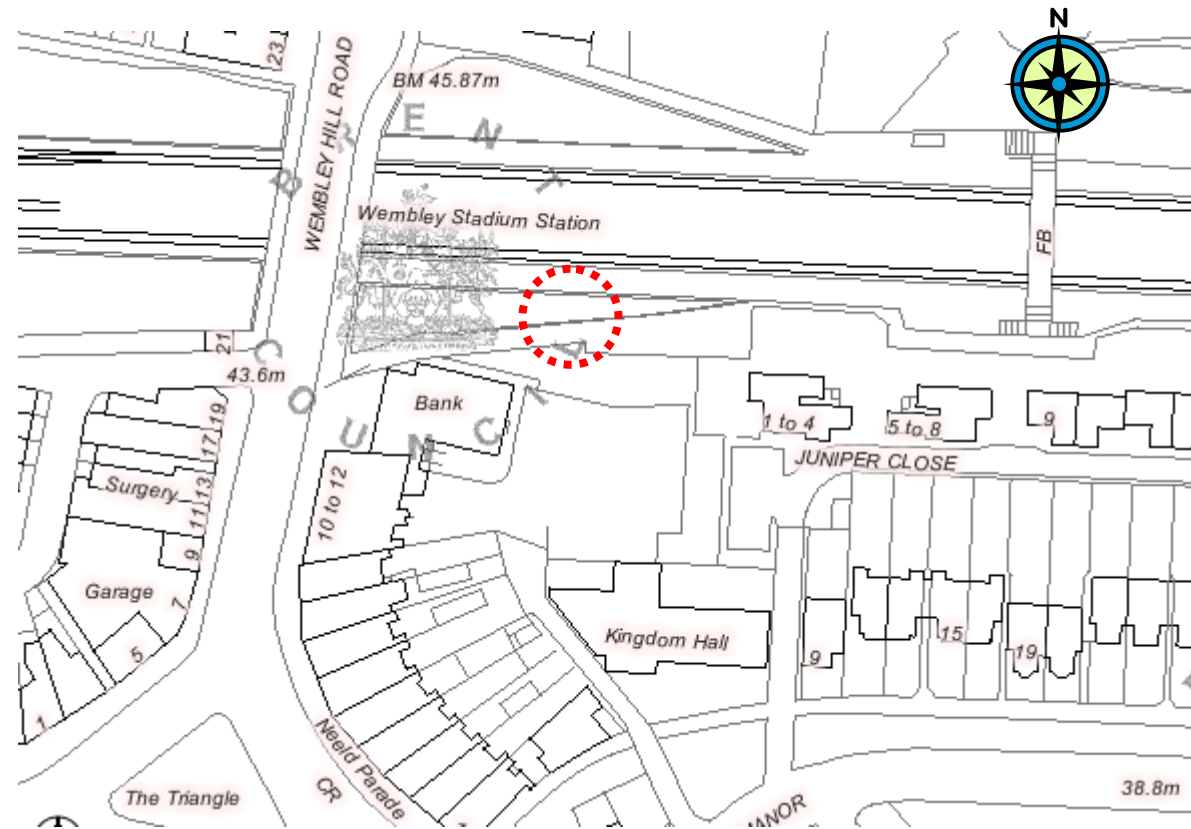 N
23
WEMBLEY HILL ROAD
BM 45.87m
BRENT
Wembley Stadium Station
FB
21
43.6m
COUNCIL
Bank
1 to 4
5 to 8
9
JUNIPER CLOSE
19
17
Surgery
13
11
9
10 to 12
Garage
7
5
1
Kingdom Hall
9
15
19
Neeld Parade
CR
The Triangle
MANOR
38.8m